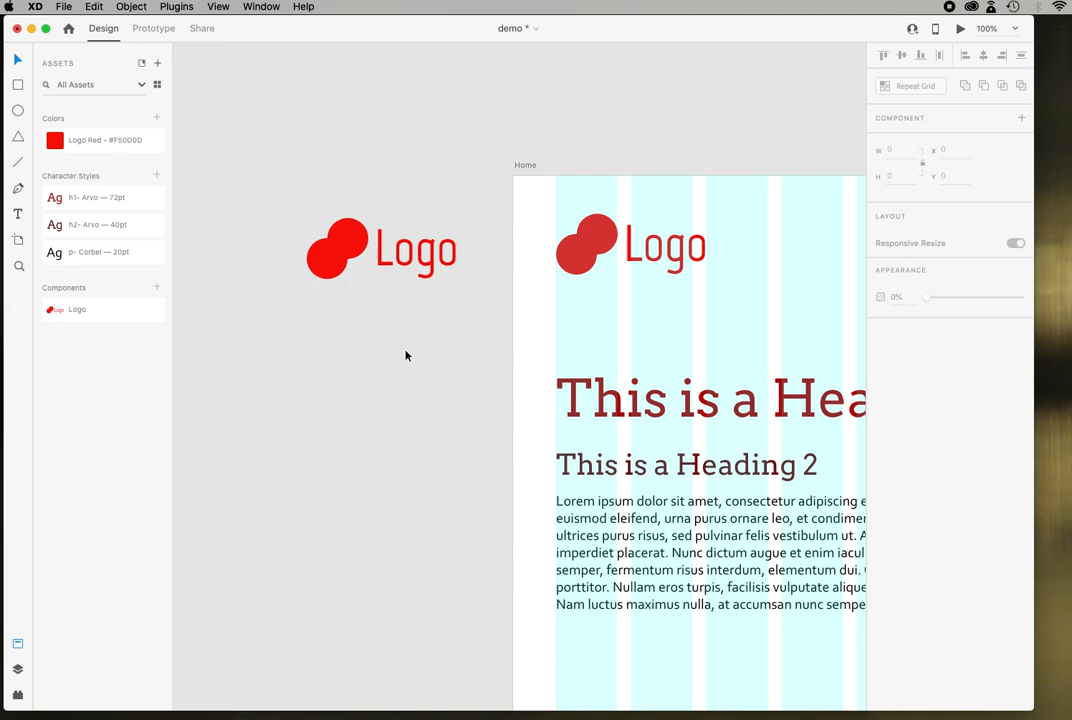 XD File Edit Object Plugins View Window Help
Design Prototype Share
demo *
100%
ASSETS
All Assets
Colors
Logo Red - #F50D0D
Character Styles
Ag h1- Arvo — 72pt
Ag h2- Arvo — 40pt
Ag p- Corbel — 20pt
Components
Logo Logo
Logo
Home
Logo
This is a Hea
This is a Heading 2
Lorem ipsum dolor sit amet, consectetur adipiscing e
euismod eleifend, urna purus ornare leo, et condimen
ultrices purus risus, sed pulvinar felis vestibulum ut. A
imperdiet placerat. Nunc dictum augue et enim iacul
semper, fermentum risus interdum, elementum dui.
porttitor. Nullam eros turpis, facilisis vulputate alique
Nam luctus maximus nulla, at accumsan nunc sempe
Repeat Grid
COMPONENT
W 0 X 0
H 0 Y 0
LAYOUT
Responsive Resize
APPEARANCE
0%